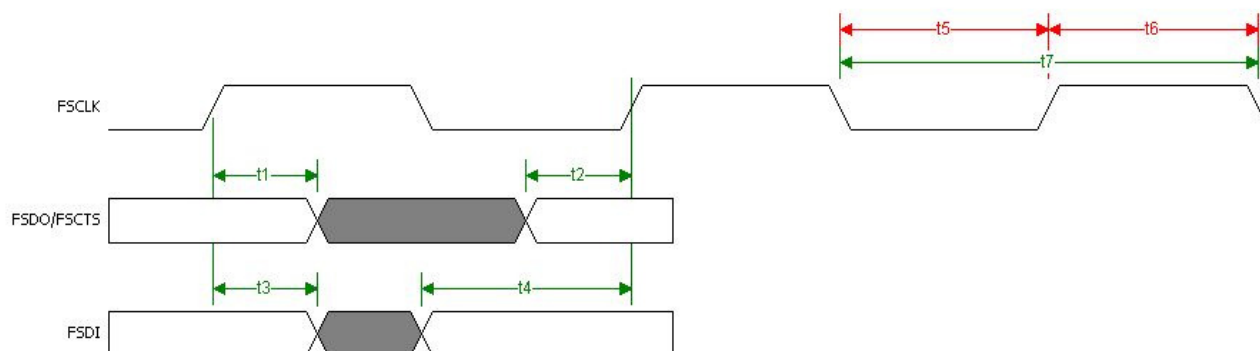 t5 t6
t7
FSCLK
t1 t2
FSDO/FSCTS
t3 t4
FSDI